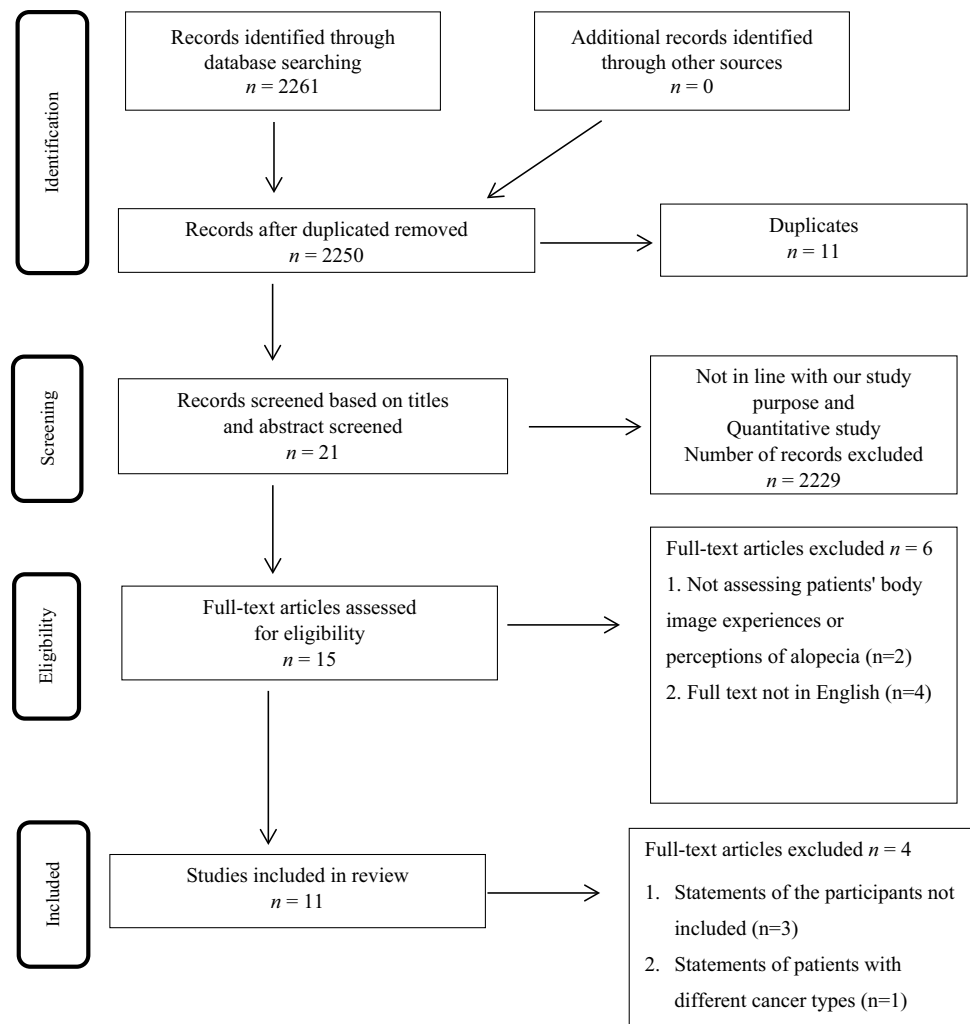 Identification
Records identified through
database searching
n = 2261
Additional records identified
through other sources
n = 0
Records after duplicated removed
n = 2250
Duplicates
n = 11
Screening
Records screened based on titles
and abstract screened
n = 21
Not in line with our study
purpose and
Quantitative study
Number of records excluded
n = 2229
Eligibility
Full-text articles assessed
for eligibility
n = 15
Full-text articles excluded n = 6
1. Not assessing patients' body
image experiences or
perceptions of alopecia (n=2)
2. Full text not in English (n=4)
Included
Studies included in review
n = 11
Full-text articles excluded n = 4
1. Statements of the participants not
included (n=3)
2. Statements of patients with
different cancer types (n=1)